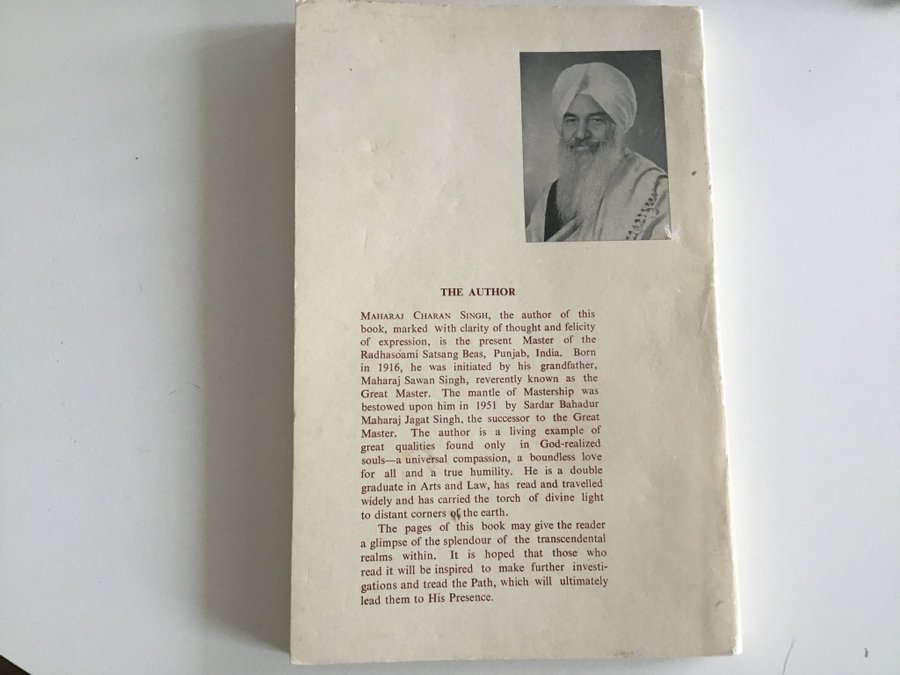 THE AUTHOR
MAHARAJ CHARAN SINGH, the author of this
book, marked with clarity of thought and felicity
of expression, is the present Master of the
Radhasoami Satsang Beas, Punjab, India. Born
in 1916, he was initiated by his grandfather,
Maharaj Sawan Singh, reverently known as the
Great Master. The mantle of Mastership was
bestowed upon him in 1951 by Sardar Bahadur
Maharaj Jagat Singh, the successor to the Great
Master. The author is a living example of
great qualities found only in God-realized
souls—a universal compassion, a boundless love
for all and a true humility. He is a double
graduate in Arts and Law, has read and travelled
widely and has carried the torch of divine light
to distant corners of the earth.
The pages of this book may give the reader
a glimpse of the splendour of the transcendental
realms within. It is hoped that those who
read it will be inspired to make further investi-
gations and tread the Path, which will ultimately
lead them to His Presence.